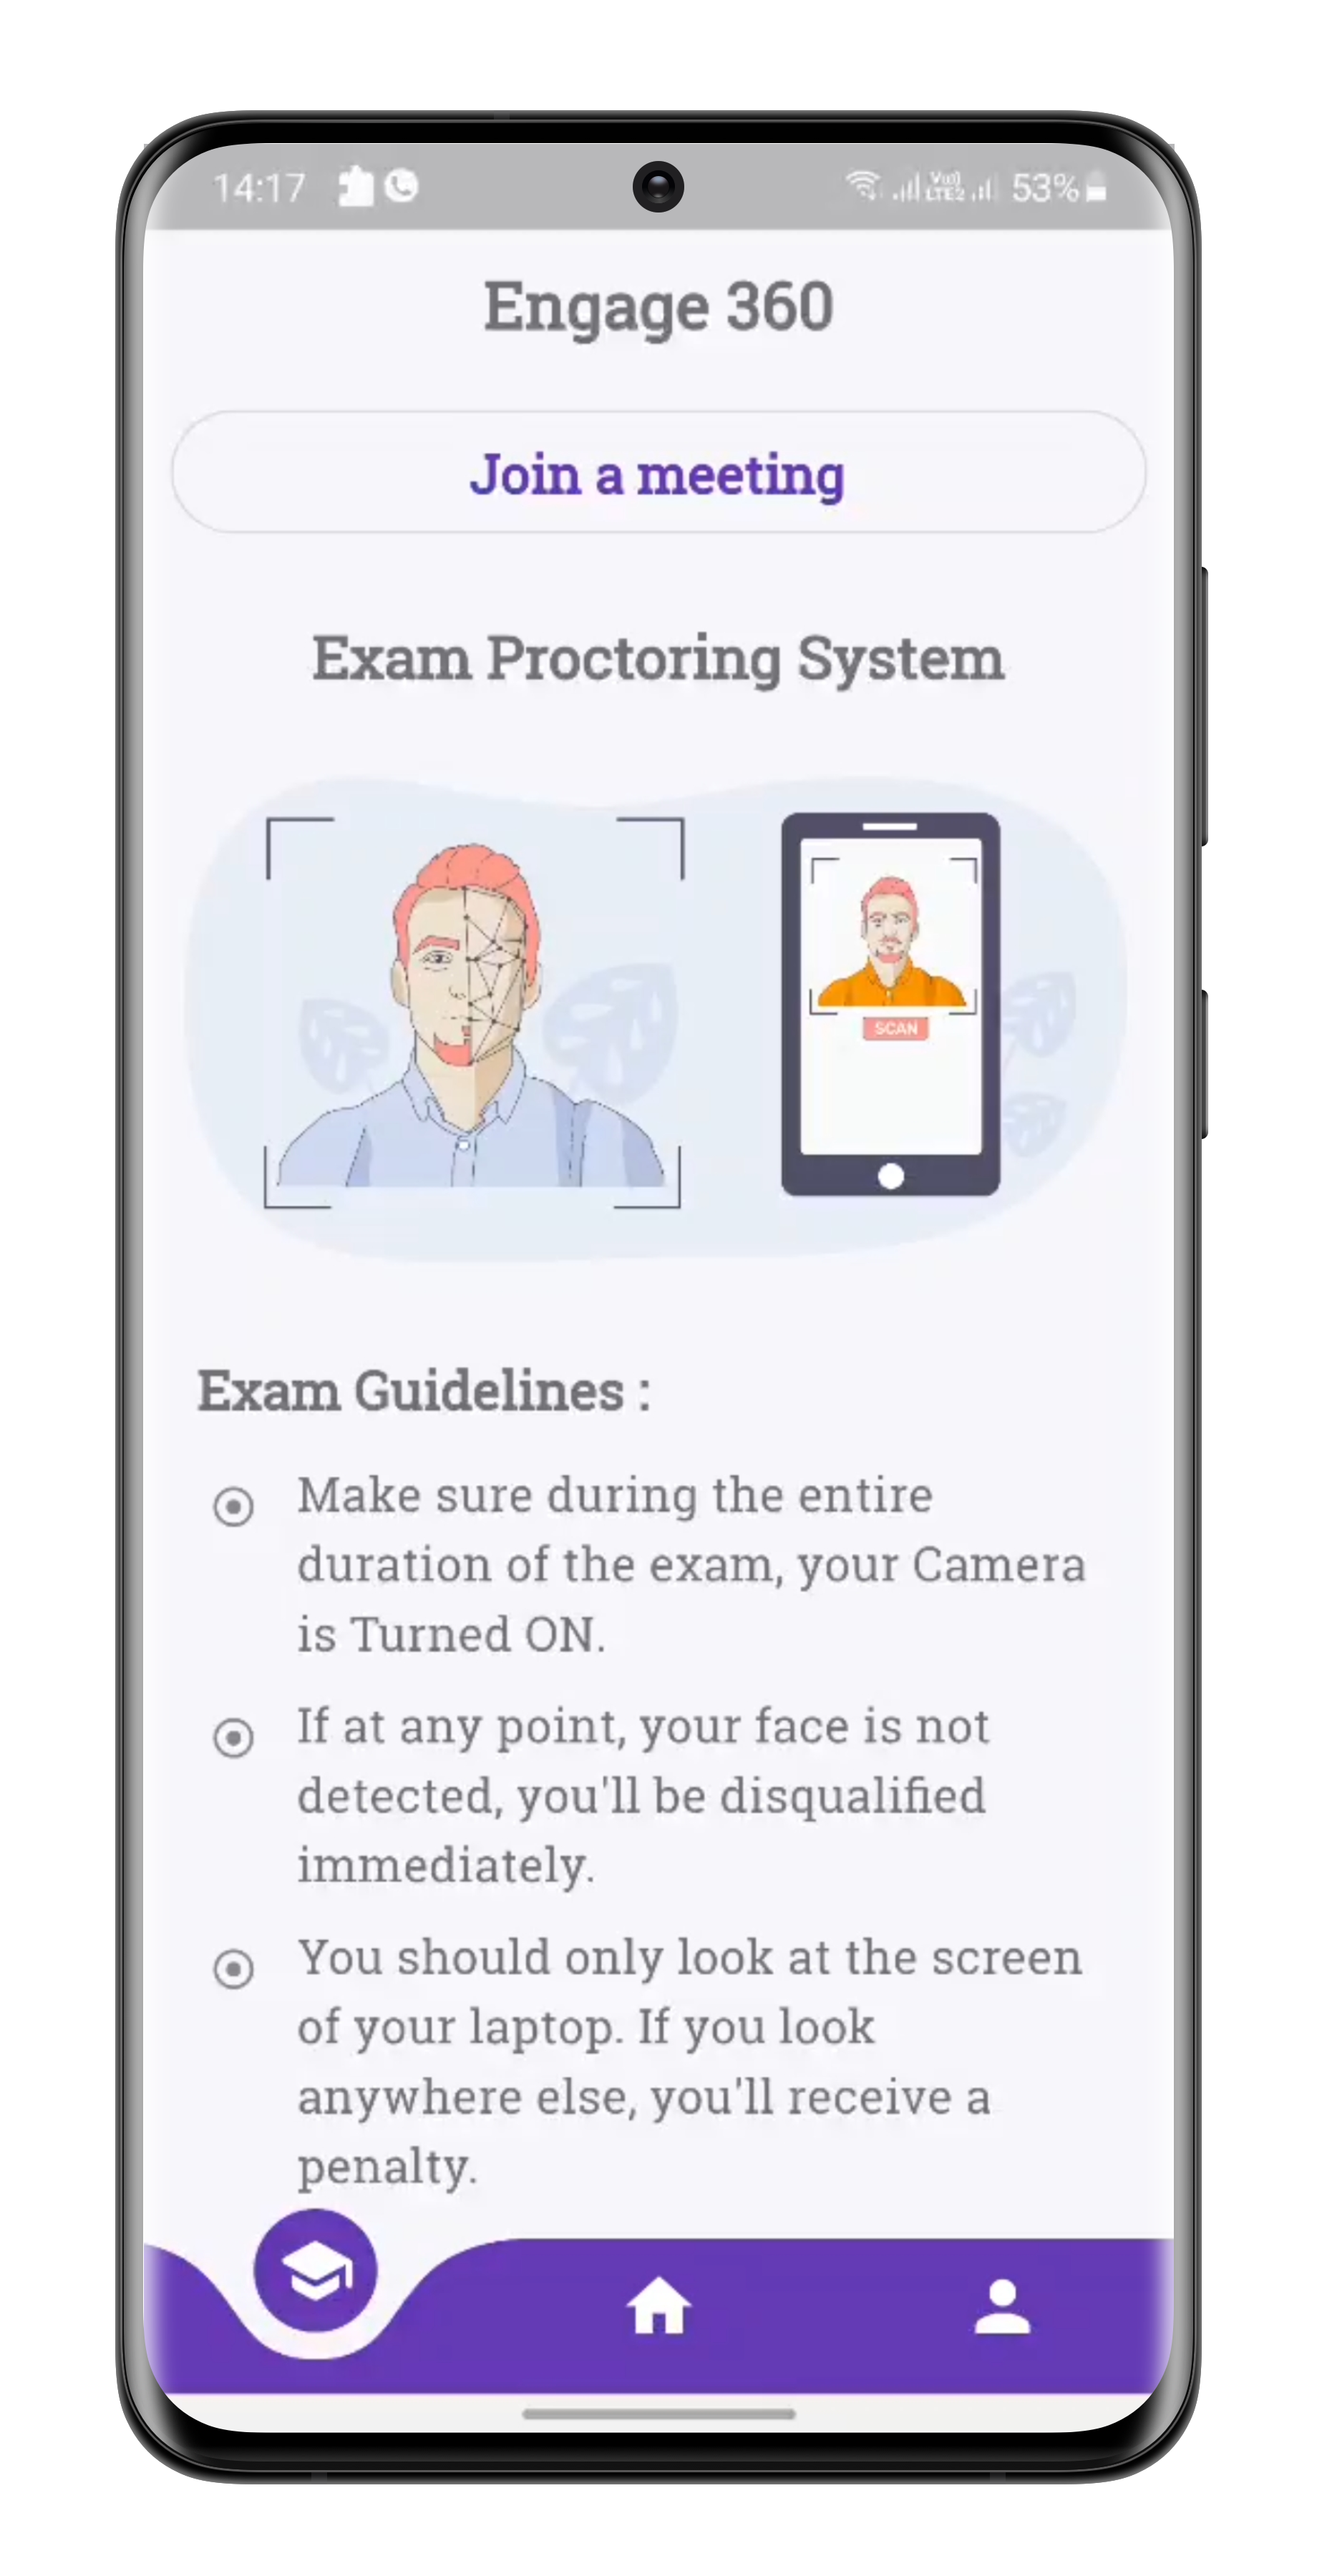 14:17 Vo)) LTE2 53%
Engage 360
Join a meeting
Exam Proctoring System
SCAN
Exam Guidelines :
Make sure during the entire
duration of the exam, your Camera
is Turned ON.
If at any point, your face is not
detected, you'll be disqualified
immediately.
You should only look at the screen
of your laptop. If you look
anywhere else, you'll receive a
penalty.